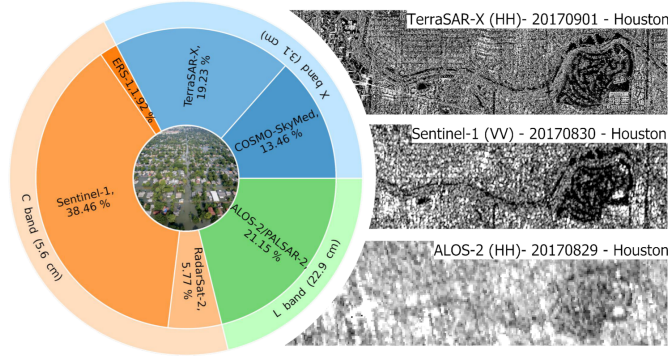 X band (3.1 cm)
TerraSAR-X,
19.23 %
COSMO-SkyMed,
13.46 %
ERS-1, 1.92 %
Sentinel-1,
38.46 %
C band (5.6 cm)
RadarSat-2,
5.77 %
ALOS-2/PALSAR-2,
21.15 %
L band (22.9 cm)
TerraSAR-X (HH)- 20170901 - Houston
Sentinel-1 (VV)- 20170830 - Houston
ALOS-2 (HH)- 20170829 - Houston